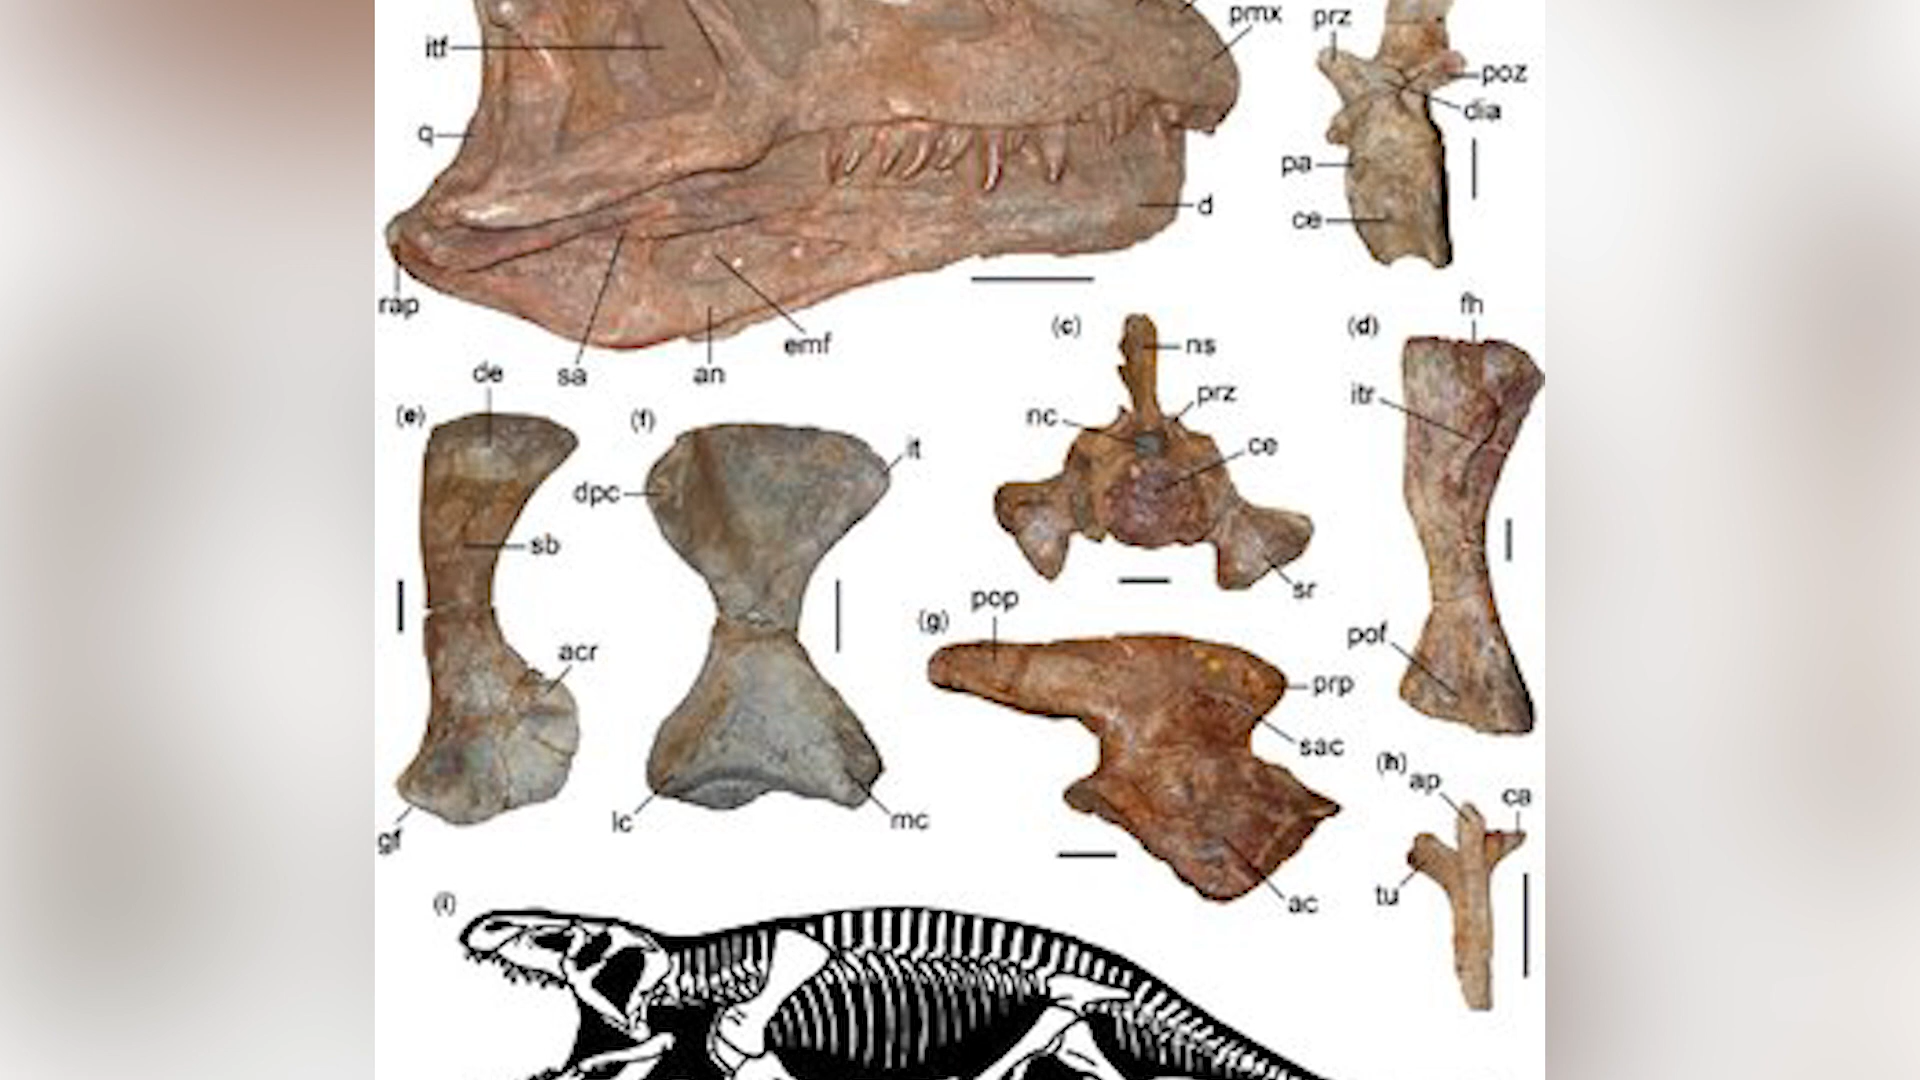 itf
pmx
prz
poz
q
dia
pa
d
ce
rap
emf
sa
an
(c)
ns
prz
nc
ce
sr
(d)
fh
itr
pof
(e)
de
sb
acr
gf
(f)
it
dpc
lc
mc
(g)
pop
prp
sac
ac
(h)
ap
ca
tu
(i)